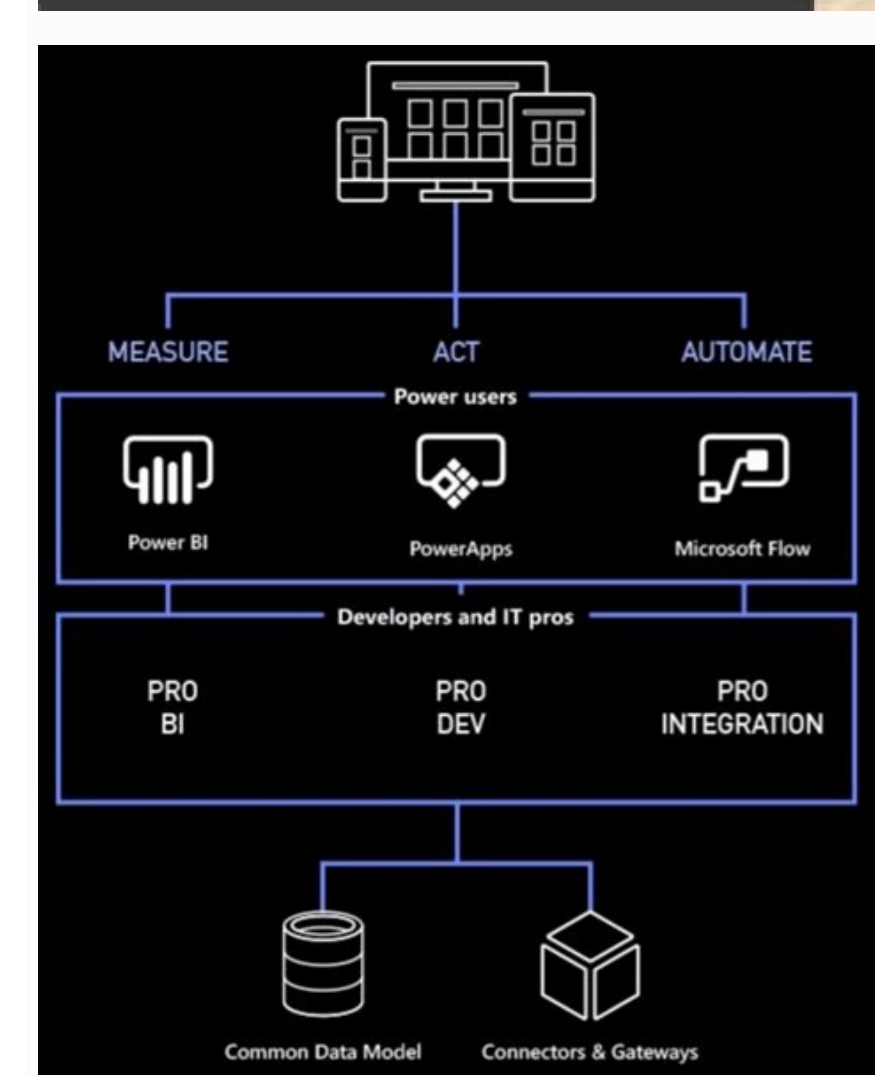 MEASURE
ACT
AUTOMATE
Power users
Power BI
PowerApps
Microsoft Flow
Developers and IT pros
PRO
BI
PRO
DEV
PRO
INTEGRATION
Common Data Model
Connectors & Gateways